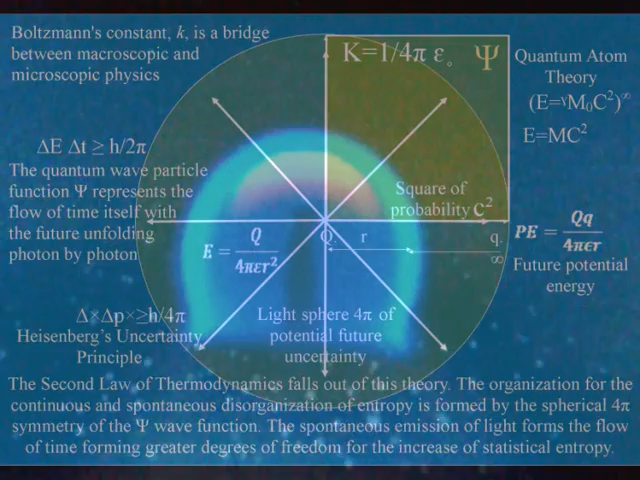 Boltzmann's constant, k, is a bridge
between macroscopic and
microscopic physics
K=1/4π ε。
Ψ
Quantum Atom
Theory
(E=ᵞM₀C²)∞
E=MC²
ΔE Δt ≥ h/2π
The quantum wave particle
function Ψ represents the
flow of time itself with
the future unfolding
photon by photon
Square of
probability c²
E = Q / 4πεr²
Q.
r
q.
∞
PE = Qq / 4πεr
Future potential
energy
Δ×Δp×≥h/4π
Heisenberg's Uncertainty
Principle
Light sphere 4π of
potential future
uncertainty
The Second Law of Thermodynamics falls out of this theory. The organization for the
continuous and spontaneous disorganization of entropy is formed by the spherical 4π
symmetry of the Ψ wave function. The spontaneous emission of light forms the flow
of time forming greater degrees of freedom for the increase of statistical entropy.